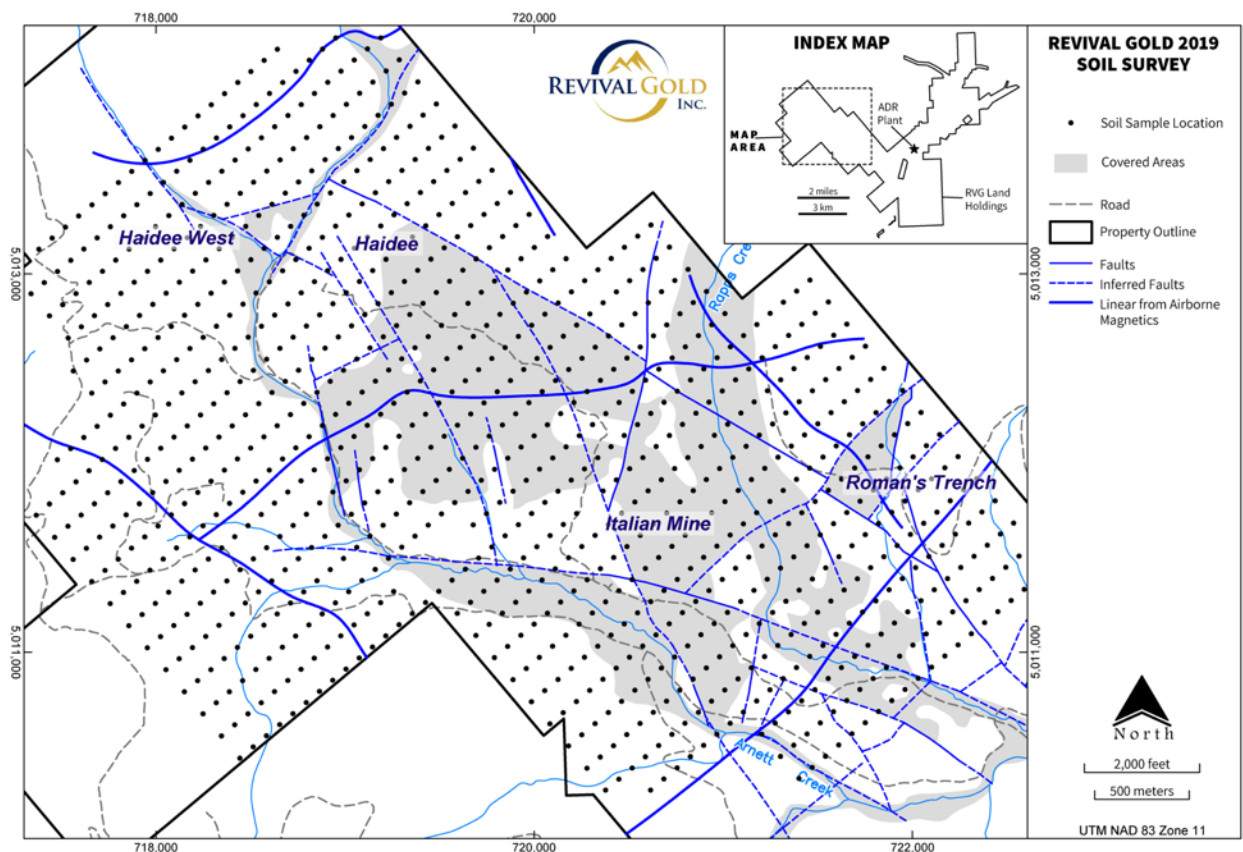 718,000
720,000
REVIVAL GOLD
INC.
INDEX MAP
ADR
Plant
MAP
AREA
2 miles
3 km
RVG Land
Holdings
REVIVAL GOLD 2019
SOIL SURVEY
Soil Sample Location
Covered Areas
Road
Property Outline
Faults
Inferred Faults
Linear from Airborne
Magnetics
5,013,000
5,013,000
Haidee West
Haidee
Rapps Cree
Roman's Trench
Italian Mine
5,011,000
5,011,000
Arnett
Creek
North
2,000 feet
500 meters
UTM NAD 83 Zone 11
718,000
720,000
722,000